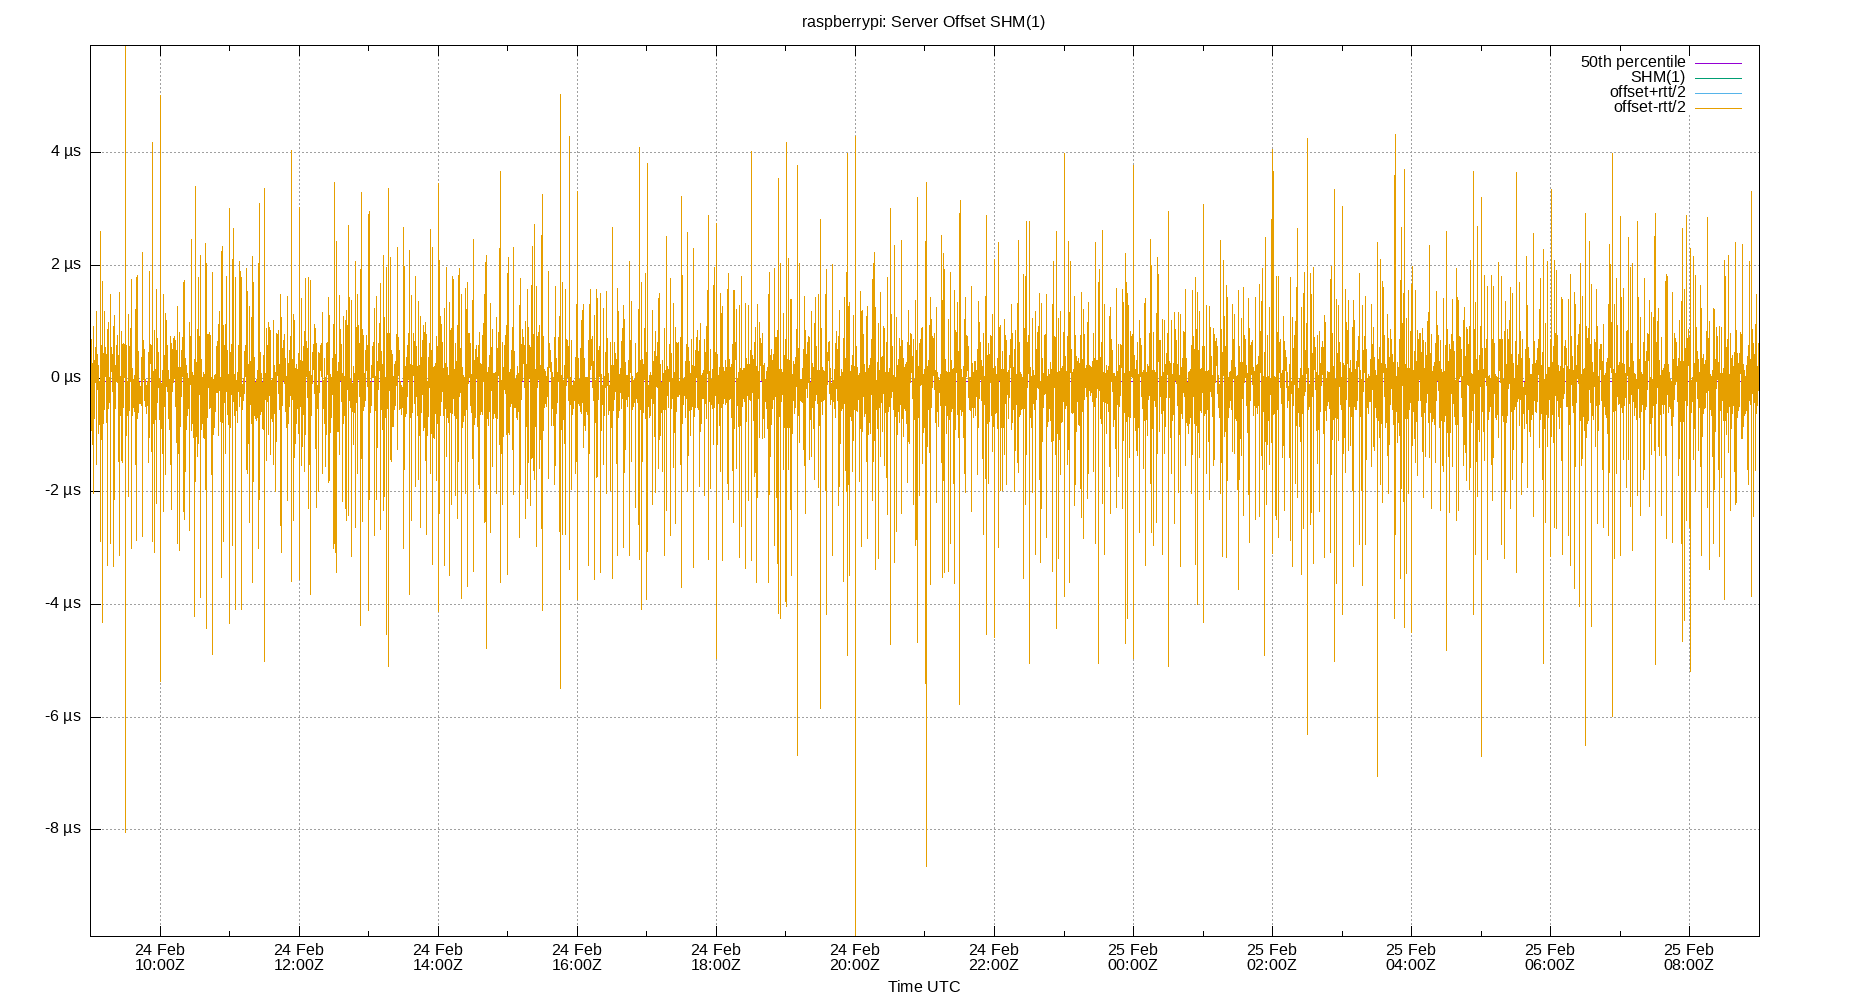 raspberrypi: Server Offset SHM(1)
50th percentile
SHM(1)
offset+rtt/2
offset-rtt/2
4 µs
2 µs
0 µs
-2 µs
-4 µs
-6 µs
-8 µs
24 Feb 24 Feb 24 Feb 24 Feb 24 Feb 24 Feb 24 Feb 25 Feb 25 Feb 25 Feb 25 Feb 25 Feb
10:00Z 12:00Z 14:00Z 16:00Z 18:00Z 20:00Z 22:00Z 00:00Z 02:00Z 04:00Z 06:00Z 08:00Z
Time UTC